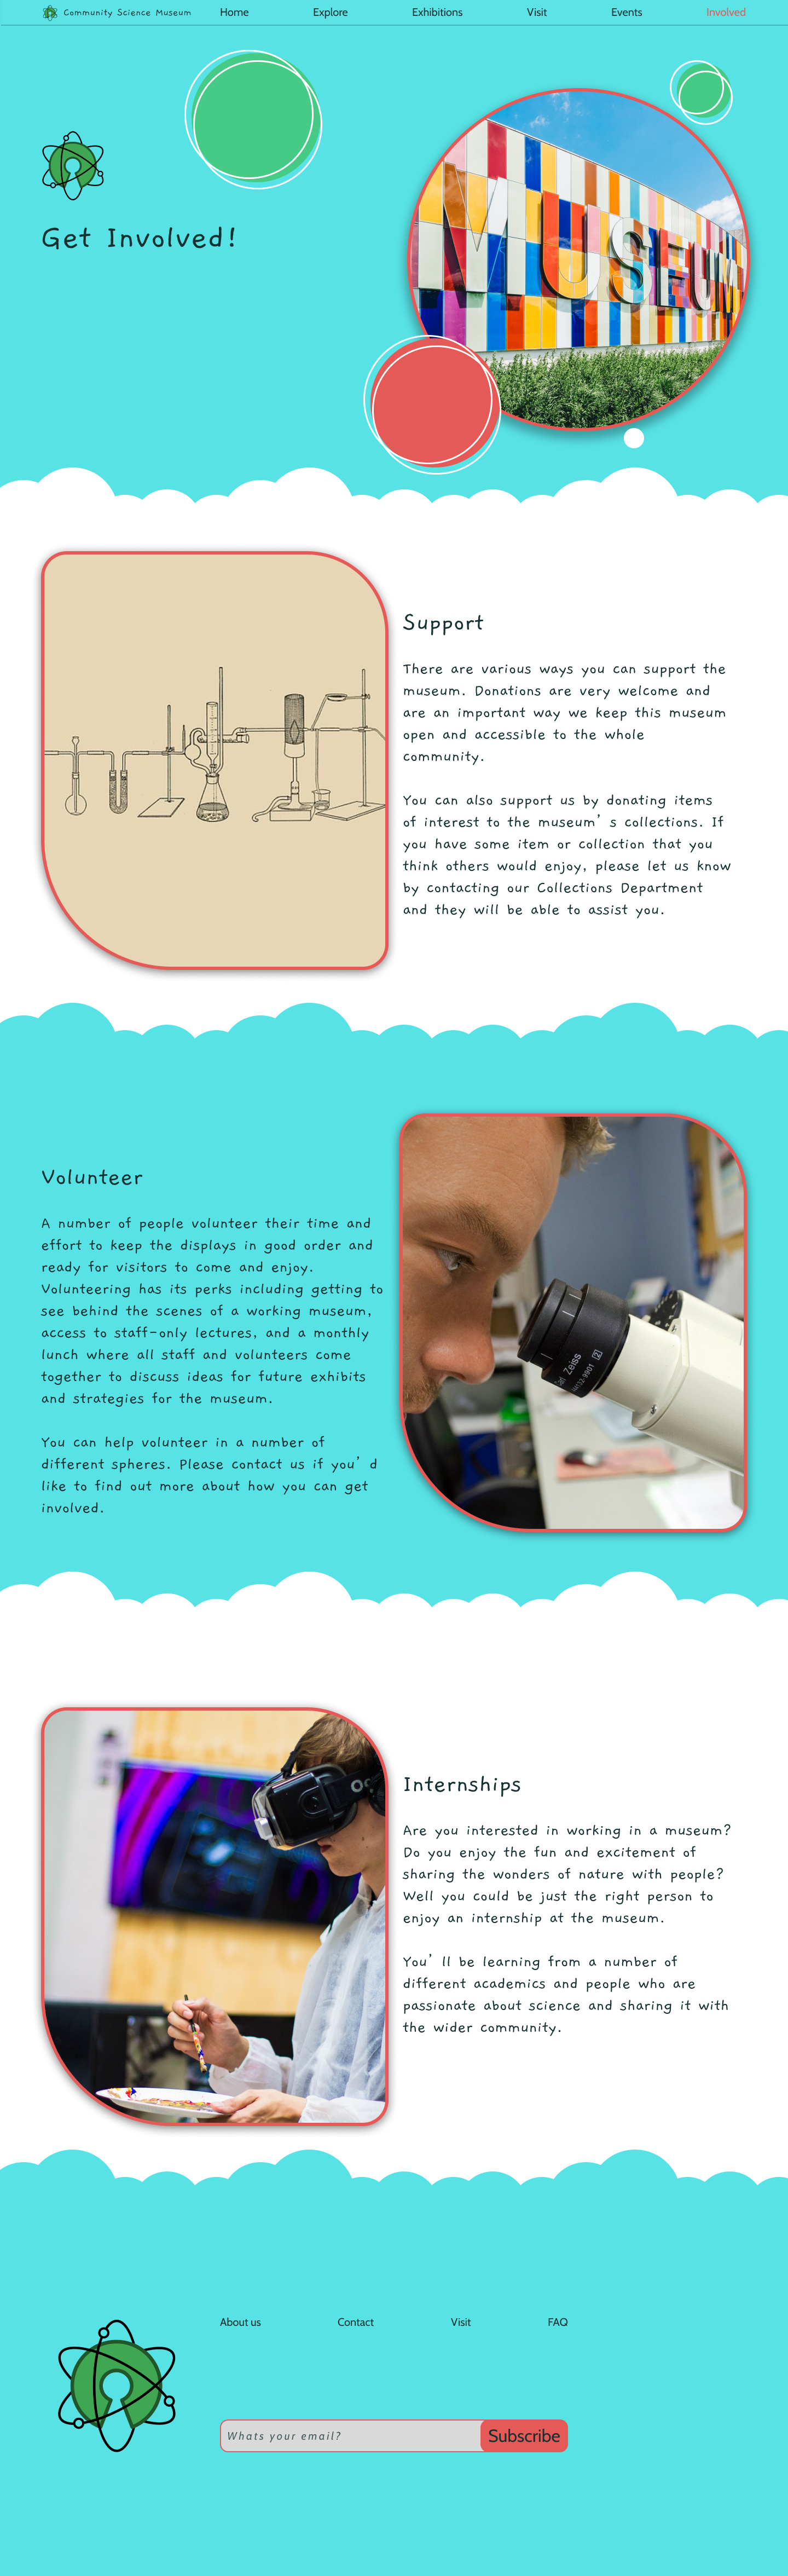 Community Science Museum
Home
Explore
Exhibitions
Visit
Events
Involved
Get Involved!
MUSEUM
Support
There are various ways you can support the
museum. Donations are very welcome and
are an important way we keep this museum
open and accessible to the whole
community.
You can also support us by donating items
of interest to the museum's collections. If
you have some item or collection that you
think others would enjoy, please let us know
by contacting our Collections Department
and they will be able to assist you.
Volunteer
A number of people volunteer their time and
effort to keep the displays in good order and
ready for visitors to come and enjoy.
Volunteering has its perks including getting to
see behind the scenes of a working museum,
access to staff-only lectures, and a monthly
lunch where all staff and volunteers come
together to discuss ideas for future exhibits
and strategies for the museum.
You can help volunteer in a number of
different spheres. Please contact us if you'd
like to find out more about how you can get
involved.
Zeiss
Internships
Are you interested in working in a museum?
Do you enjoy the fun and excitement of
sharing the wonders of nature with people?
Well you could be just the right person to
enjoy an internship at the museum.
You'll be learning from a number of
different academics and people who are
passionate about science and sharing it with
the wider community.
About us
Contact
Visit
FAQ
Whats your email?
Subscribe